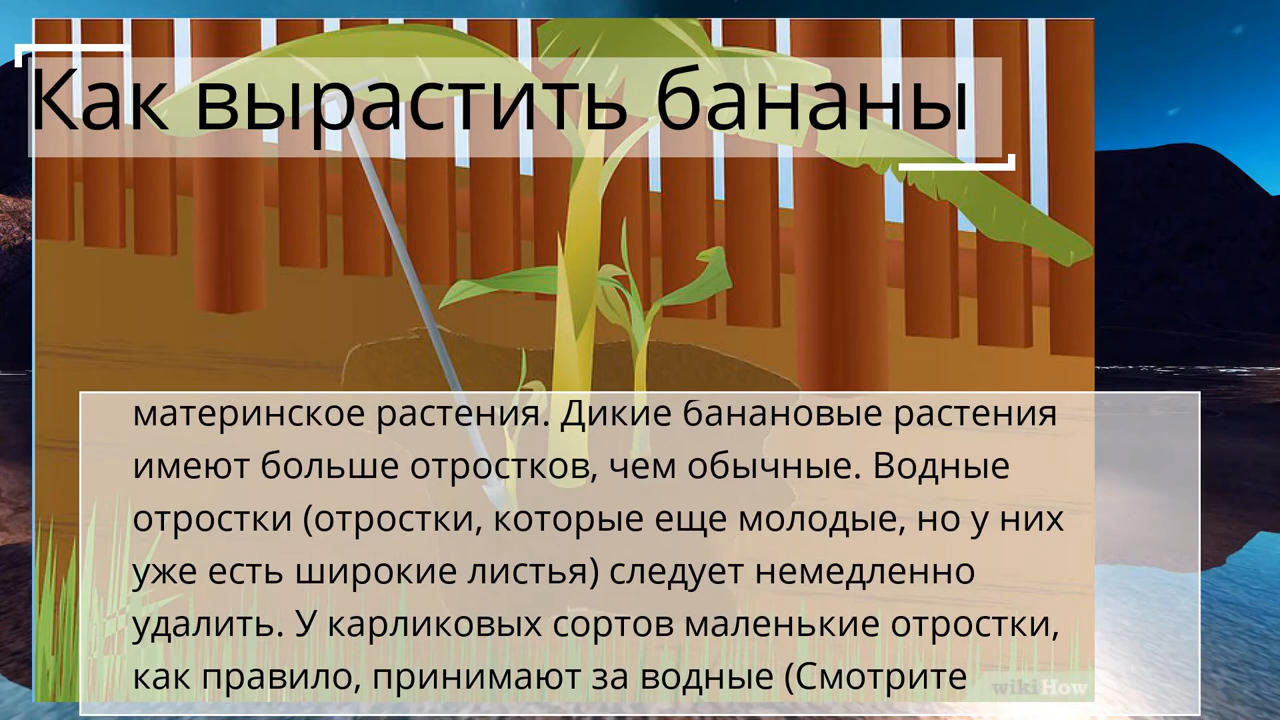 Как вырастить бананы
материнское растения. Дикие банановые растения
имеют больше отростков, чем обычные. Водные
отростки (отростки, которые еще молодые, но у них
уже есть широкие листья) следует немедленно
удалить. У карликовых сортов маленькие отростки,
как правило, принимают за водные (Смотрите
wikiHow